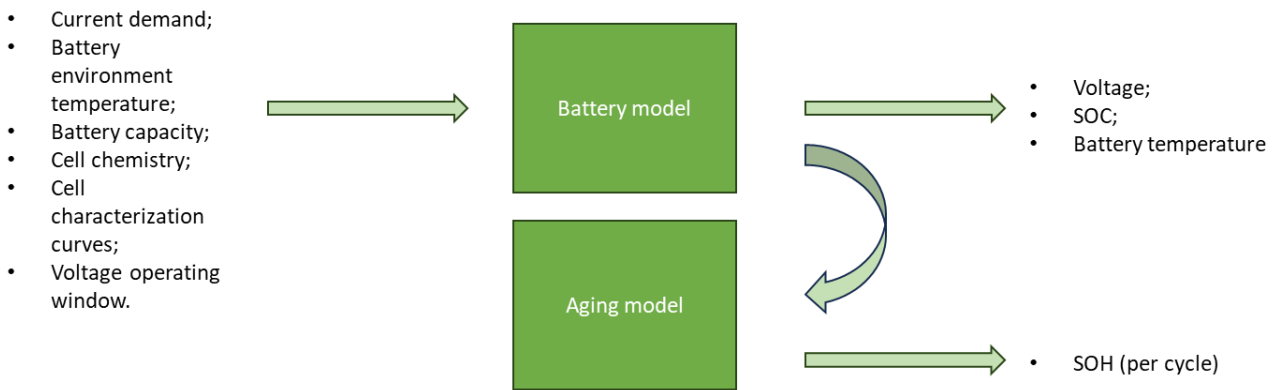 • Current demand;
• Battery
environment
temperature;
• Battery capacity;
• Cell chemistry;
• Cell
characterization
curves;
• Voltage operating
window.
Battery model
• Voltage;
• SOC;
• Battery temperature
Aging model
• SOH (per cycle)